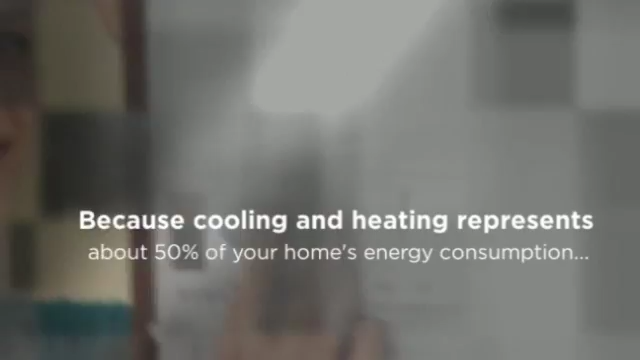 Because cooling and heating represents
about 50% of your home's energy consumption...